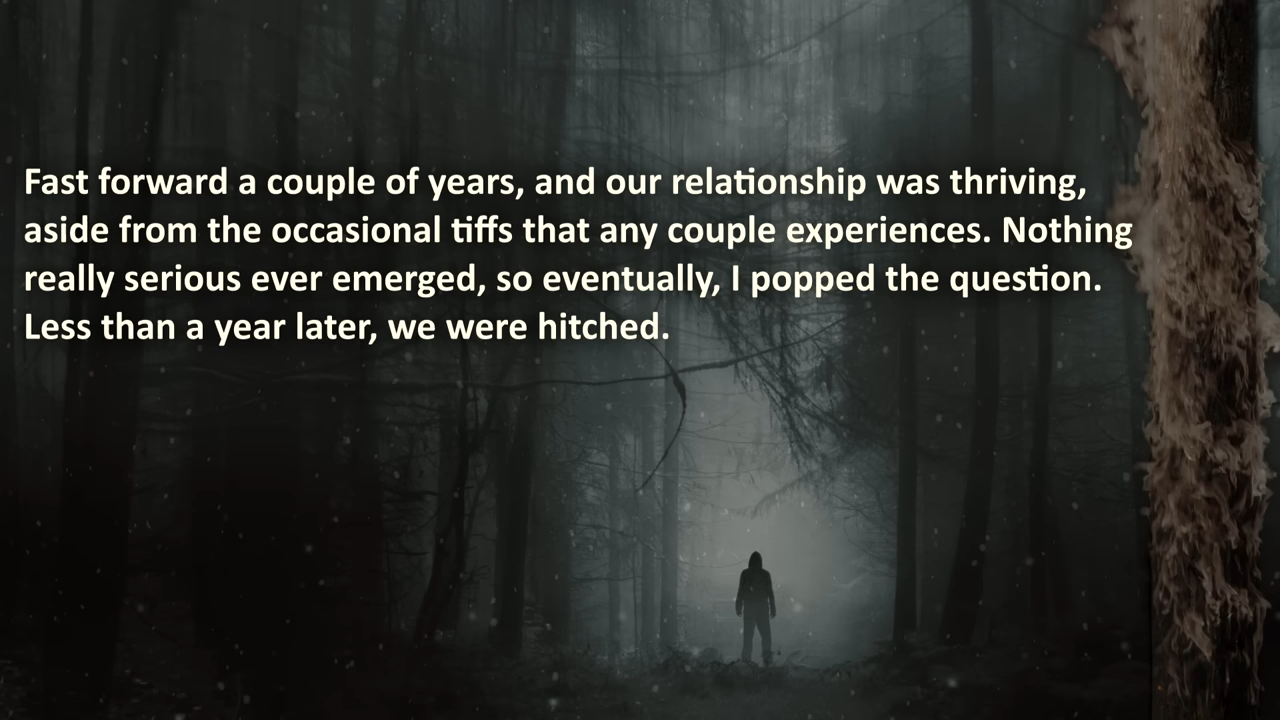 Fast forward a couple of years, and our relationship was thriving,
aside from the occasional tiffs that any couple experiences. Nothing
really serious ever emerged, so eventually, I popped the question.
Less than a year later, we were hitched.